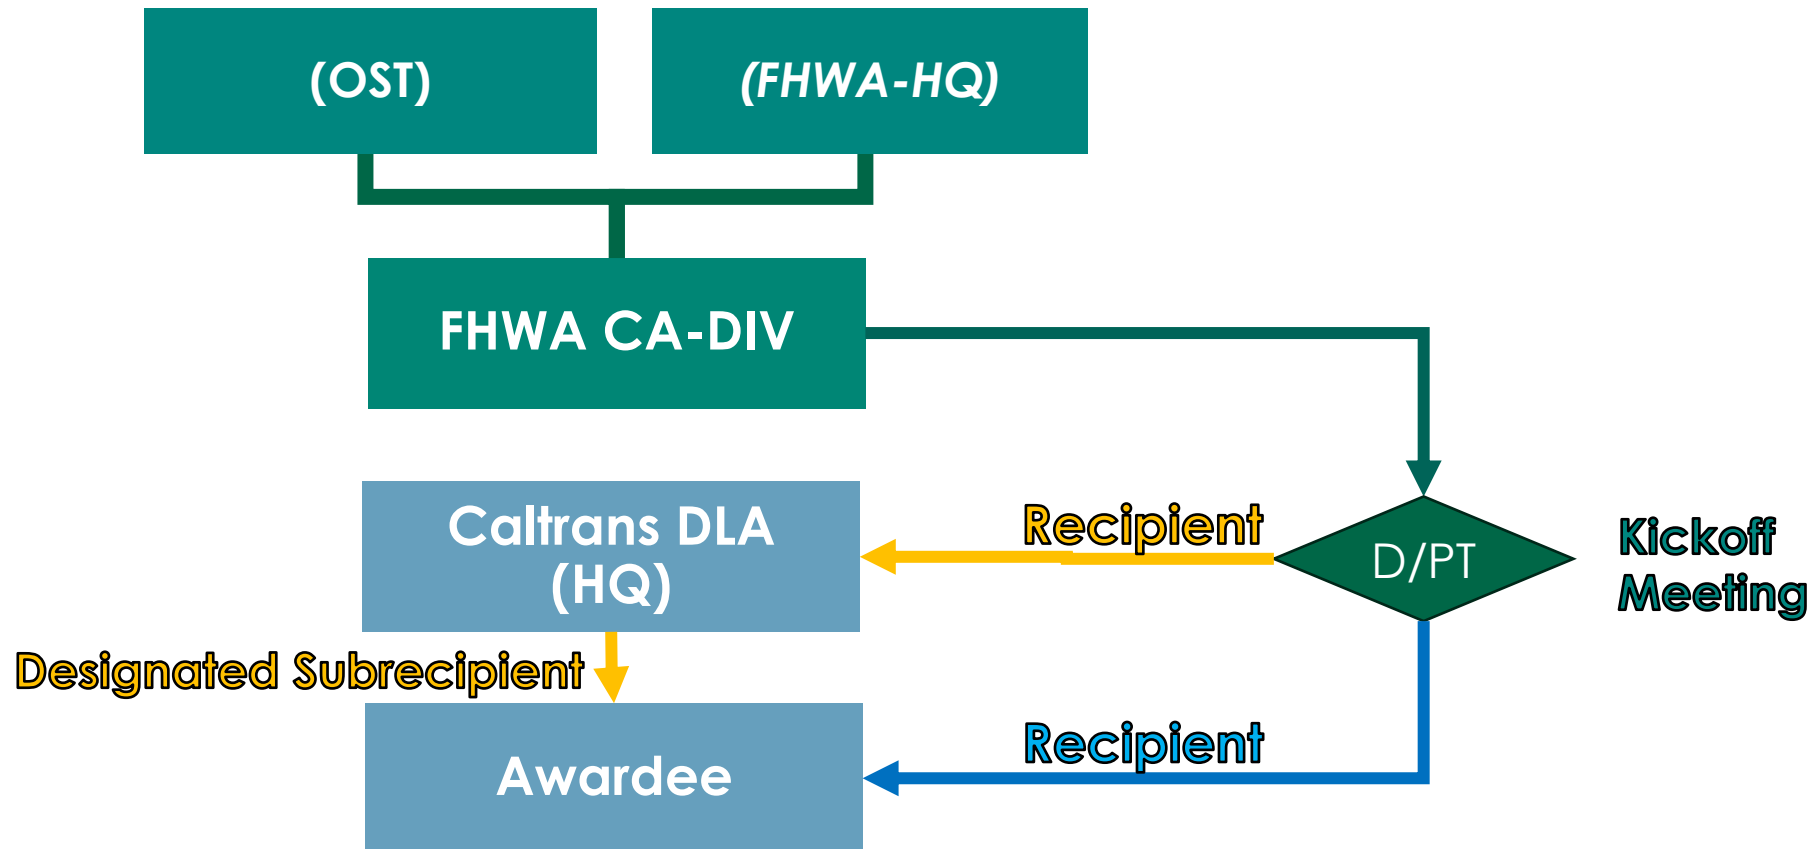 (OST)
(FHWA-HQ)
FHWA CA-DIV
Caltrans DLA
(HQ)
Recipient
D/PT
Kickoff
Meeting
Designated Subrecipient
Recipient
Awardee